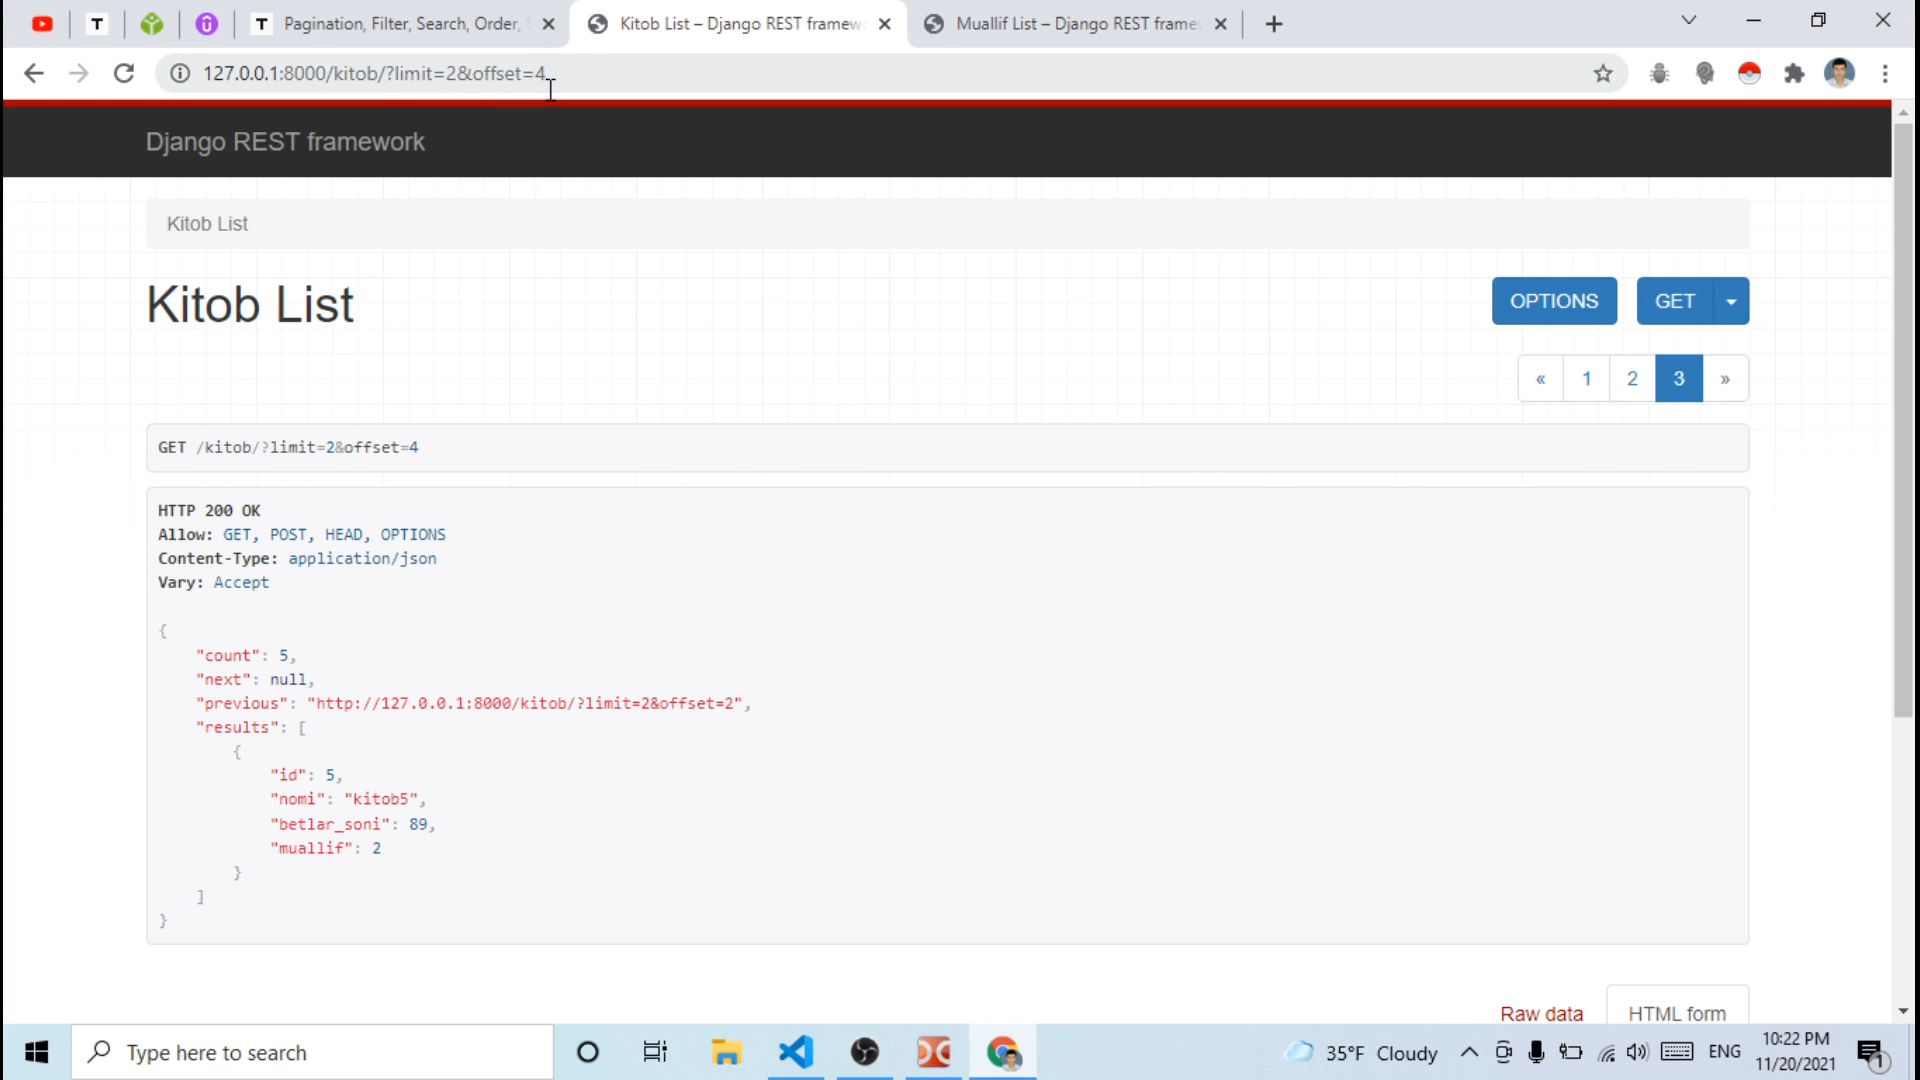 T
T Pagination, Filter, Search, Order,
Kitob List – Django REST framew
Muallif List – Django REST frame
127.0.0.1:8000/kitob/?limit=2&offset=4
Django REST framework
Kitob List
Kitob List
OPTIONS
GET
« 1 2 3 »
GET /kitob/?limit=2&offset=4
HTTP 200 OK
Allow: GET, POST, HEAD, OPTIONS
Content-Type: application/json
Vary: Accept
{
"count": 5,
"next": null,
"previous": "http://127.0.0.1:8000/kitob/?limit=2&offset=2",
"results": [
{
"id": 5,
"nomi": "kitob5",
"betlar_soni": 89,
"muallif": 2
}
]
}
Raw data
HTML form
Type here to search
35°F Cloudy
ENG
10:22 PM
11/20/2021
1